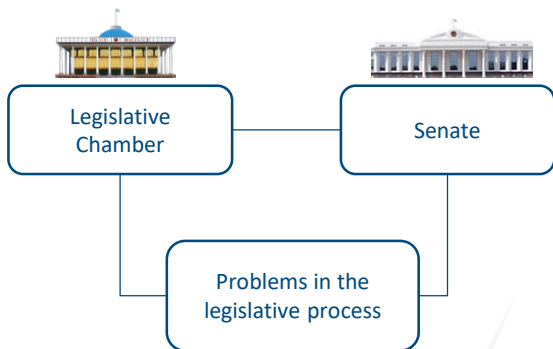 Legislative
Chamber
Senate
Problems in the
legislative process